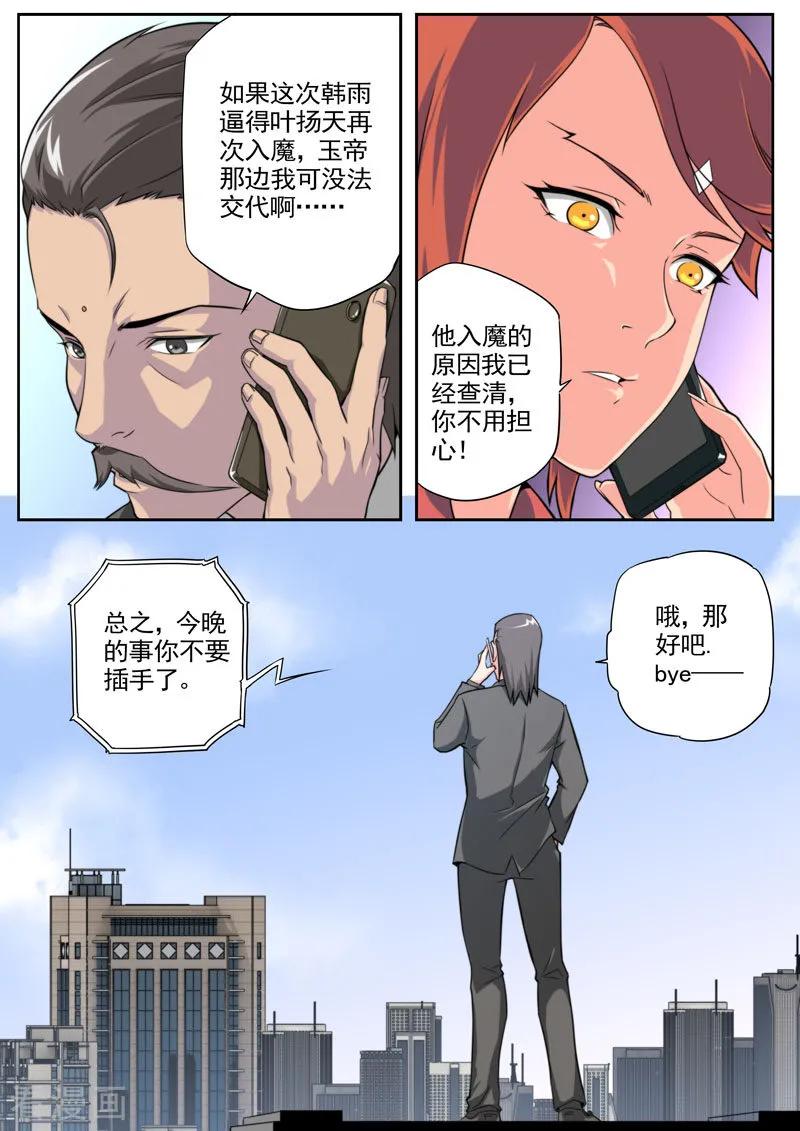 如果这次韩雨
逼得叶扬天再
次入魔，玉帝
那边我可没法
交代啊……
他入魔的
原因我已
经查清，
你不用担
心!
总之，今晚
的事你不要
插手了。
哦，那
好吧.
bye——
看漫画